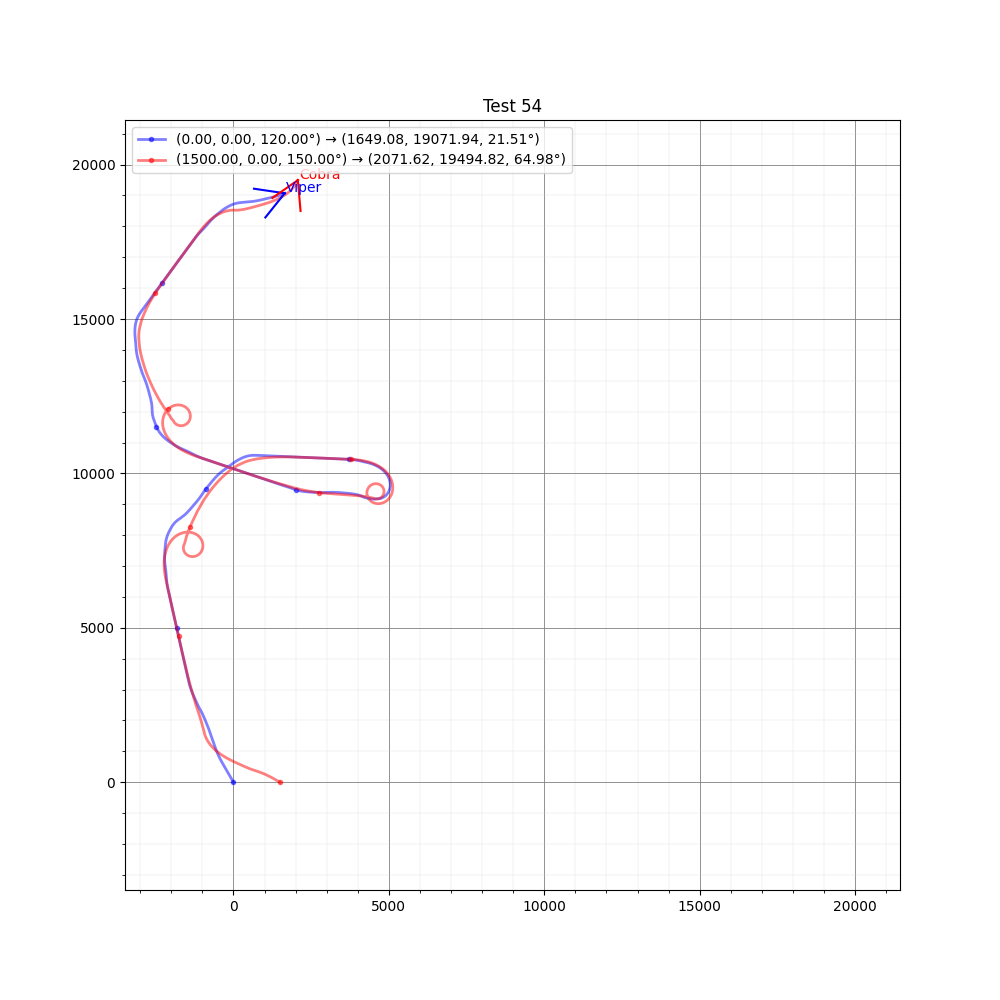 Test 54
(0.00, 0.00, 120.00°) → (1649.08, 19071.94, 21.51°)
(1500.00, 0.00, 150.00°) → (2071.62, 19494.82, 64.98°)
Cobra
Viper
20000
15000
10000
5000
0
0 5000 10000 15000 20000